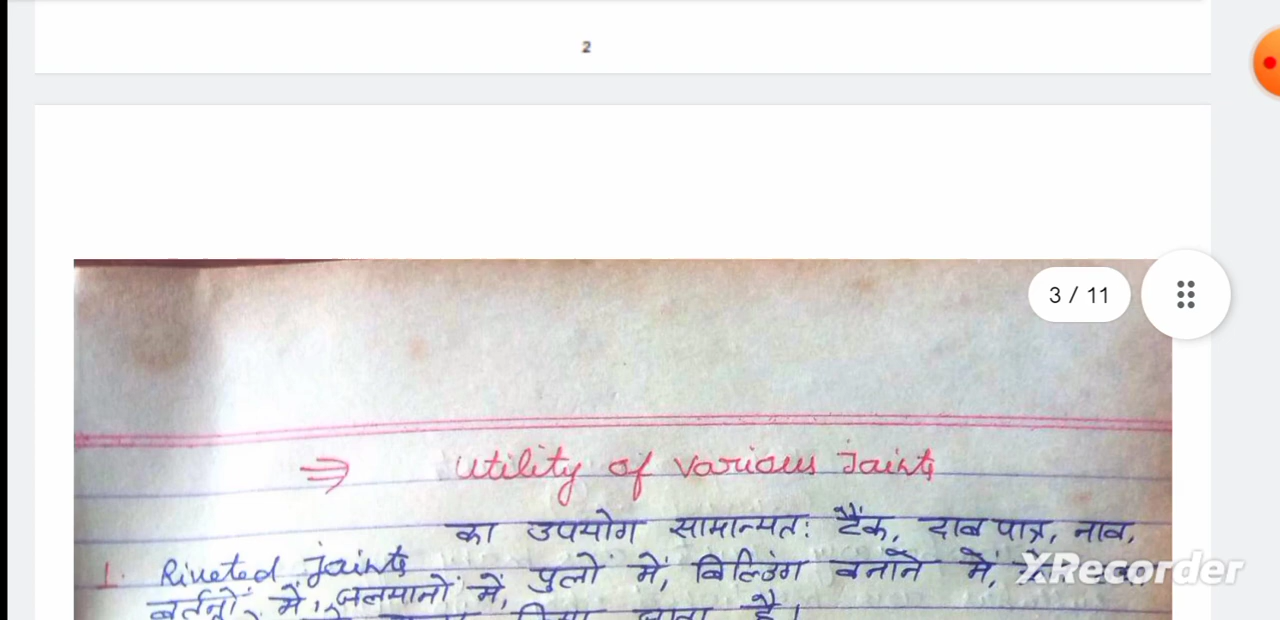 2
3 / 11
⇒ Utility of various Joints
1. Riveted joints का उपयोग सामान्यत: टैंक, दाब पात्र, नाव,
बर्तनों में, जलयानों में, पुलों में, बिल्डिंग बनाने में,
किया जाता है।
XRecorder